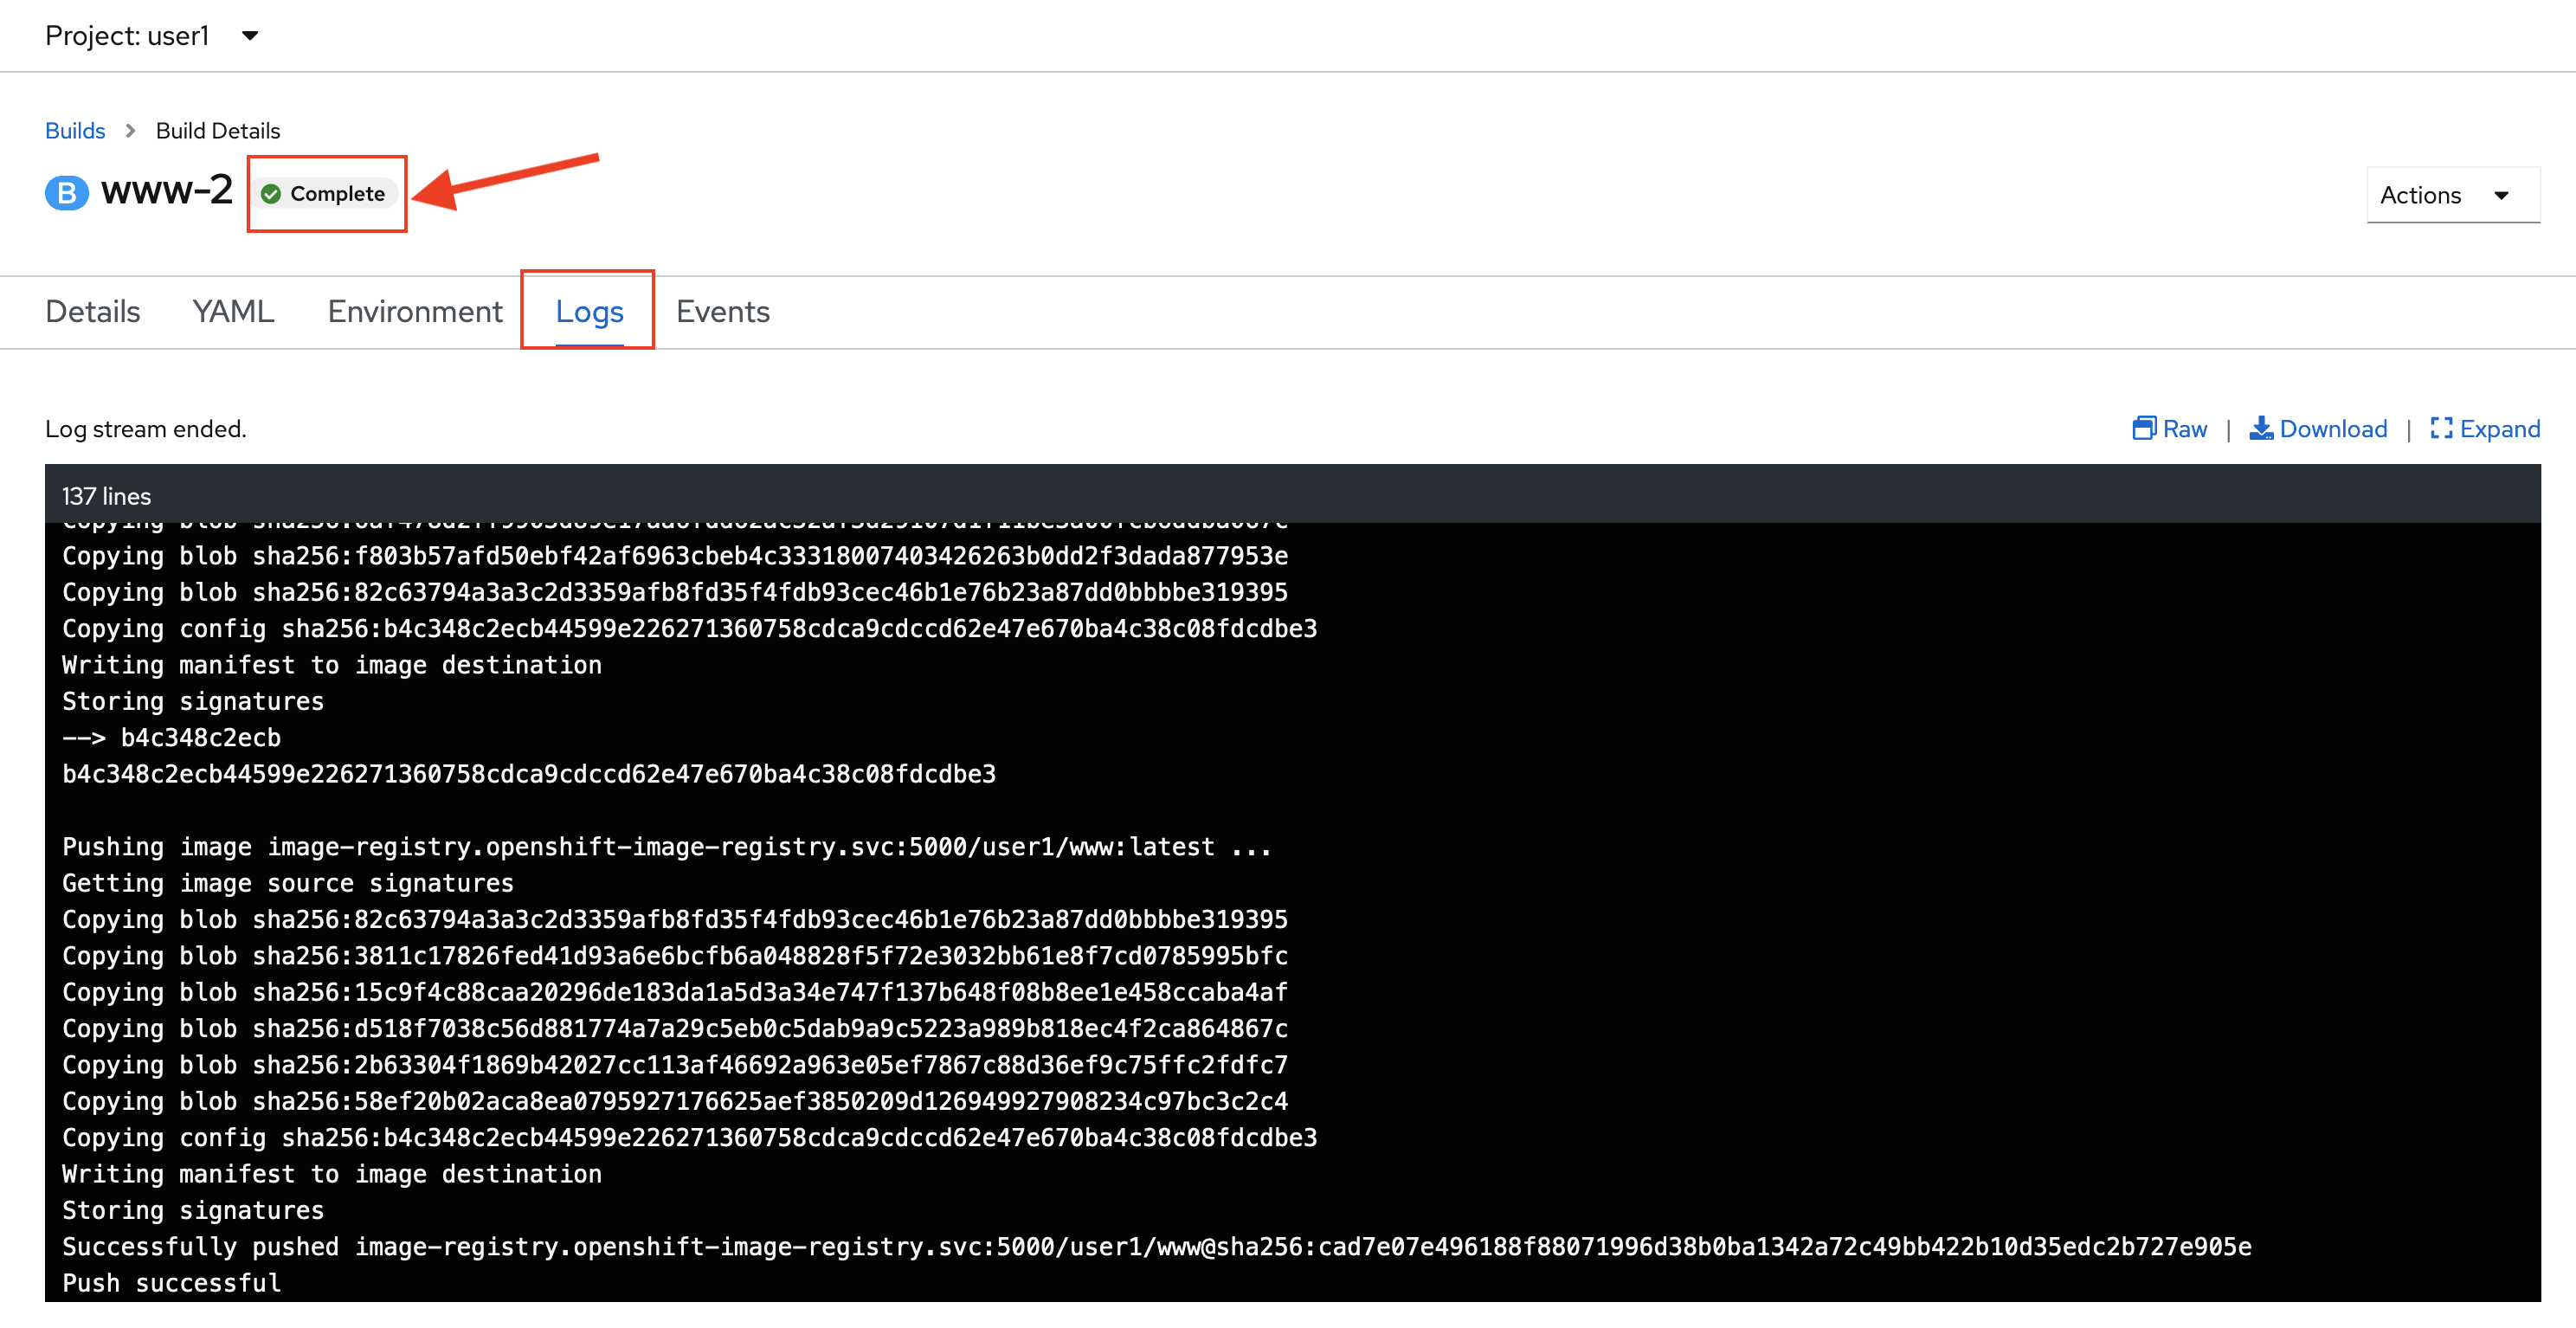 Project: user1
Builds > Build Details
B www-2 Complete
Actions
Details YAML Environment Logs Events
Log stream ended.
Raw | Download | Expand
137 lines
Copying blob
Copying blob sha256:f803b57afd50ebf42af6963cbeb4c33318007403426263b0dd2f3dada877953e
Copying blob sha256:82c63794a3a3c2d3359afb8fd35f4fdb93cec46b1e76b23a87dd0bbbbe319395
Copying config sha256:b4c348c2ecb44599e226271360758cdca9cdccd62e47e670ba4c38c08fdcdbe3
Writing manifest to image destination
Storing signatures
--> b4c348c2ecb
b4c348c2ecb44599e226271360758cdca9cdccd62e47e670ba4c38c08fdcdbe3
Pushing image image-registry.openshift-image-registry.svc:5000/user1/www:latest ...
Getting image source signatures
Copying blob sha256:82c63794a3a3c2d3359afb8fd35f4fdb93cec46b1e76b23a87dd0bbbbe319395
Copying blob sha256:3811c17826fed41d93a6e6bcfb6a048828f5f72e3032bb61e8f7cd0785995bfc
Copying blob sha256:15c9f4c88caa20296de183da1a5d3a34e747f137b648f08b8ee1e458ccaba4af
Copying blob sha256:d518f7038c56d881774a7a29c5eb0c5dab9a9c5223a989b818ec4f2ca864867c
Copying blob sha256:2b63304f1869b42027cc113af46692a963e05ef7867c88d36ef9c75ffc2fdfc7
Copying blob sha256:58ef20b02aca8ea0795927176625aef3850209d126949927908234c97bc3c2c4
Copying config sha256:b4c348c2ecb44599e226271360758cdca9cdccd62e47e670ba4c38c08fdcdbe3
Writing manifest to image destination
Storing signatures
Successfully pushed image-registry.openshift-image-registry.svc:5000/user1/www@sha256:cad7e07e496188f88071996d38b0ba1342a72c49bb422b10d35edc2b727e905e
Push successful